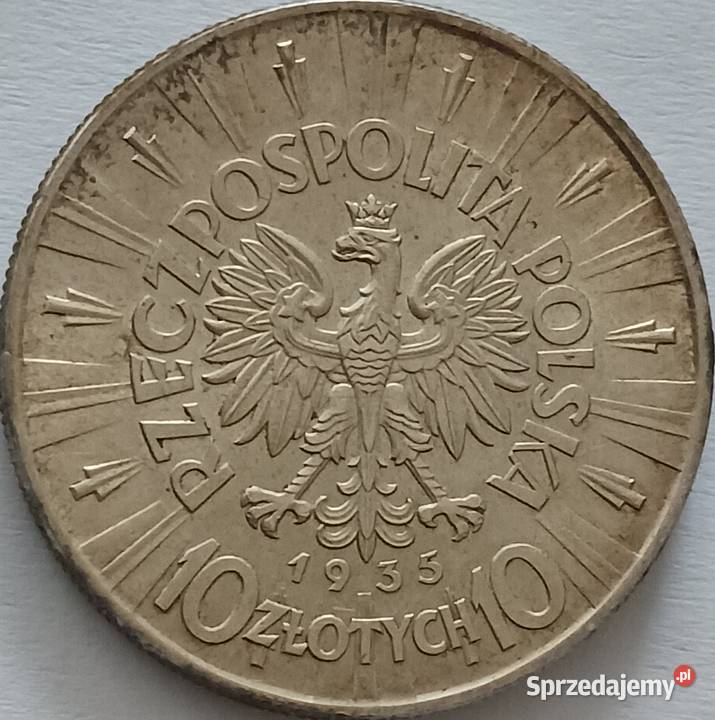 RZECZPOSPOLITA POLSKA
1935
10 ZŁOTYCH 10
Sprzedajemy.pl